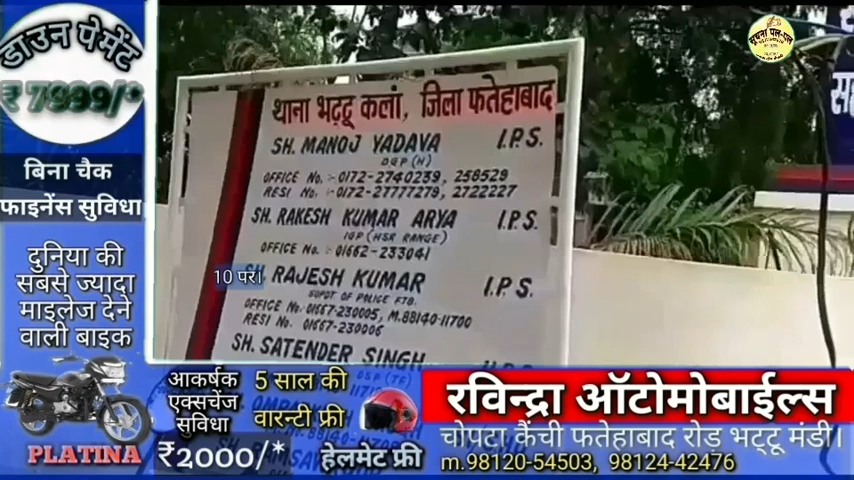 डाउन पेमेंट
₹ 7999/*
बिना चैक
फाइनेंस सुविधा
दुनिया की
सबसे ज्यादा
माइलेज देने
वाली बाइक
PLATINA
सूचना पल-पल
थाना भट्टू कलां, जिला फतेहाबाद
SH. MANOJ YADAVA I.P.S.
DGP (H)
OFFICE No. :- 0172-2740239, 258529
RESI No. :- 0172-27777279, 2722227
SH. RAKESH KUMAR ARYA I.P.S.
IGP (HSR RANGE)
OFFICE No. :- 01662-233041
10 पर।
SH. RAJESH KUMAR I.P.S.
SUPDT OF POLICE FTB.
OFFICE No. 01667-230005, M.88140-11700
RESI No. 01667-230006
SH. SATENDER SINGH
आकर्षक
एक्सचेंज
सुविधा
₹2000/*
5 साल की
वारन्टी फ्री
हेलमेट फ्री
रविन्द्रा ऑटोमोबाईल्स
चोपटा कैंची फतेहाबाद रोड़ भट्टू मंडी।
m.98120-54503, 98124-42476